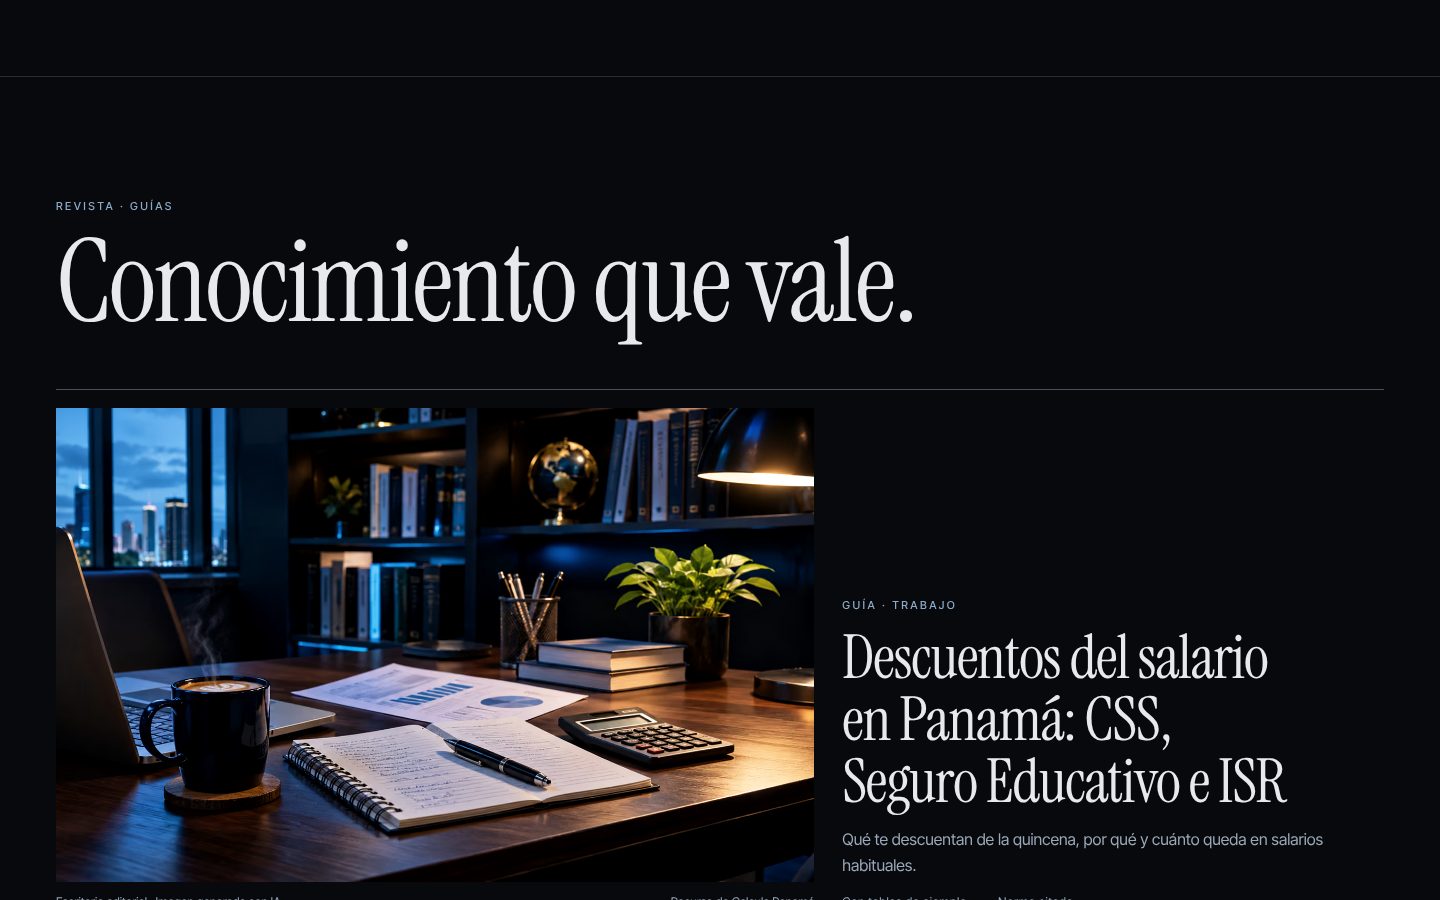 REVISTA · GUÍAS
Conocimiento que vale.
GUÍA · TRABAJO
Descuentos del salario
en Panamá: CSS,
Seguro Educativo e ISR
Qué te descuentan de la quincena, por qué y cuánto queda en salarios
habituales.